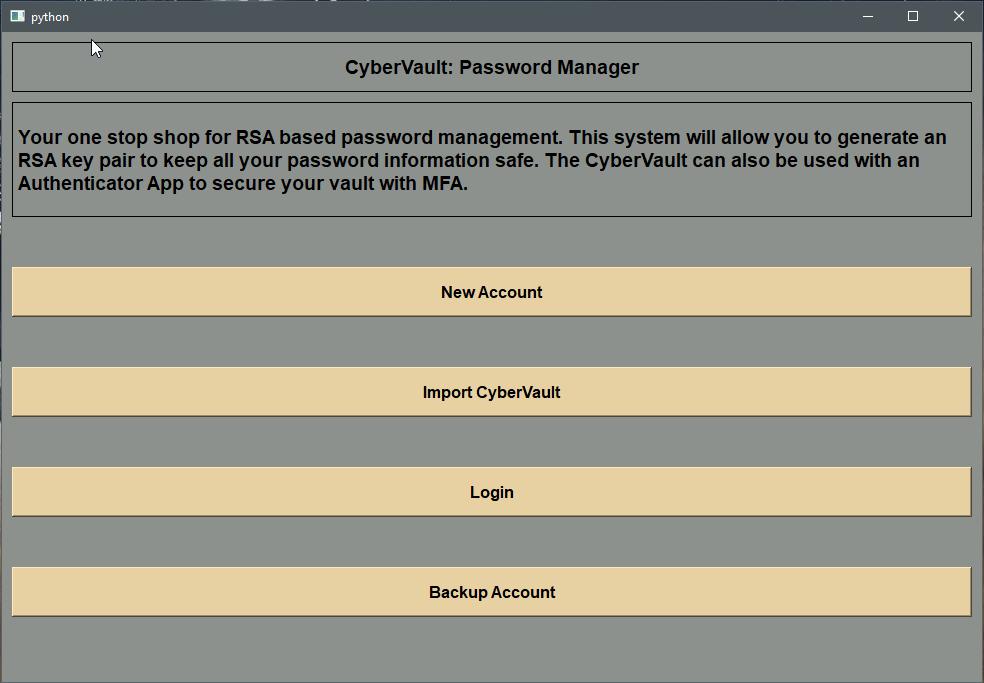 python
CyberVault: Password Manager
Your one stop shop for RSA based password management. This system will allow you to generate an
RSA key pair to keep all your password information safe. The CyberVault can also be used with an
Authenticator App to secure your vault with MFA.
New Account
Import CyberVault
Login
Backup Account